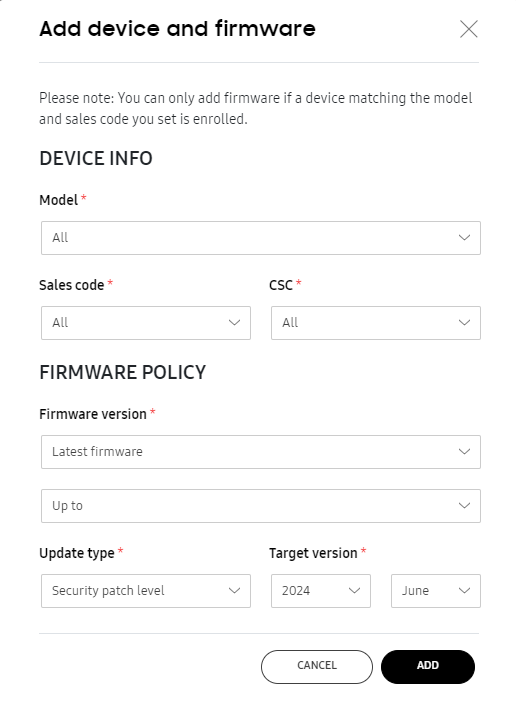 Add device and firmware
Please note: You can only add firmware if a device matching the model
and sales code you set is enrolled.
DEVICE INFO
Model *
All
Sales code * CSC *
All All
FIRMWARE POLICY
Firmware version *
Latest firmware
Up to
Update type * Target version *
Security patch level 2024 June
CANCEL ADD